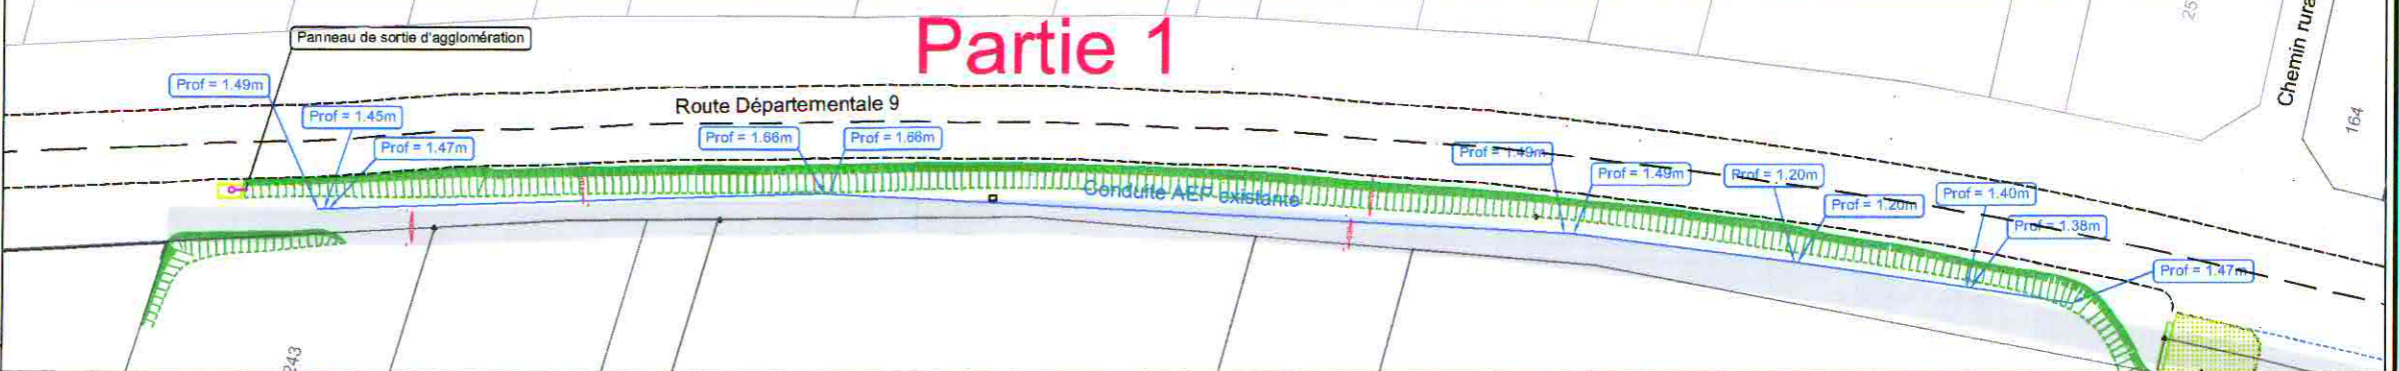 Partie 1
Panneau de sortie d'agglomération
Route Départementale 9
Prof = 1.49m
Prof = 1.45m
Prof = 1.47m
Prof = 1.66m
Prof = 1.66m
Conduite AEP existante
Prof = 1.49m
Prof = 1.49m
Prof = 1.20m
Prof = 1.20m
Prof = 1.40m
Prof = 1.38m
Prof = 1.47m
Chemin rura
164
25
243